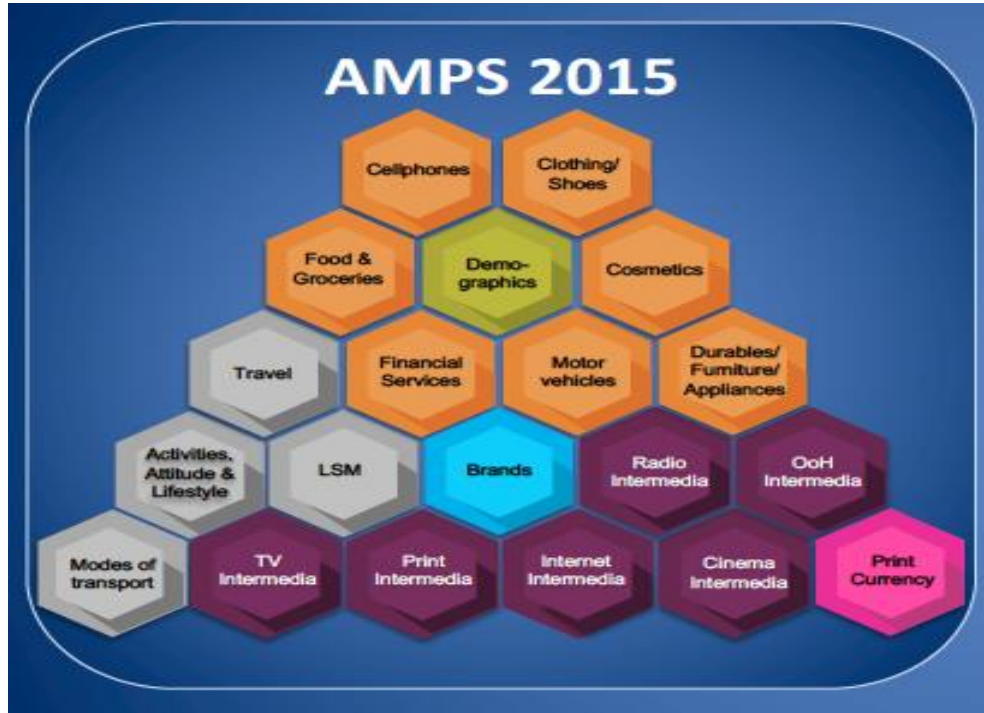 AMPS 2015
Cellphones
Clothing/
Shoes
Food &
Groceries
Demo-
graphics
Cosmetics
Travel
Financial
Services
Motor
vehicles
Durables/
Furniture/
Appliances
Activities,
Attitude &
Lifestyle
LSM
Brands
Radio
Intermedia
OoH
Intermedia
Modes of
transport
TV
Intermedia
Print
Intermedia
Internet
Intermedia
Cinema
Intermedia
Print
Currency